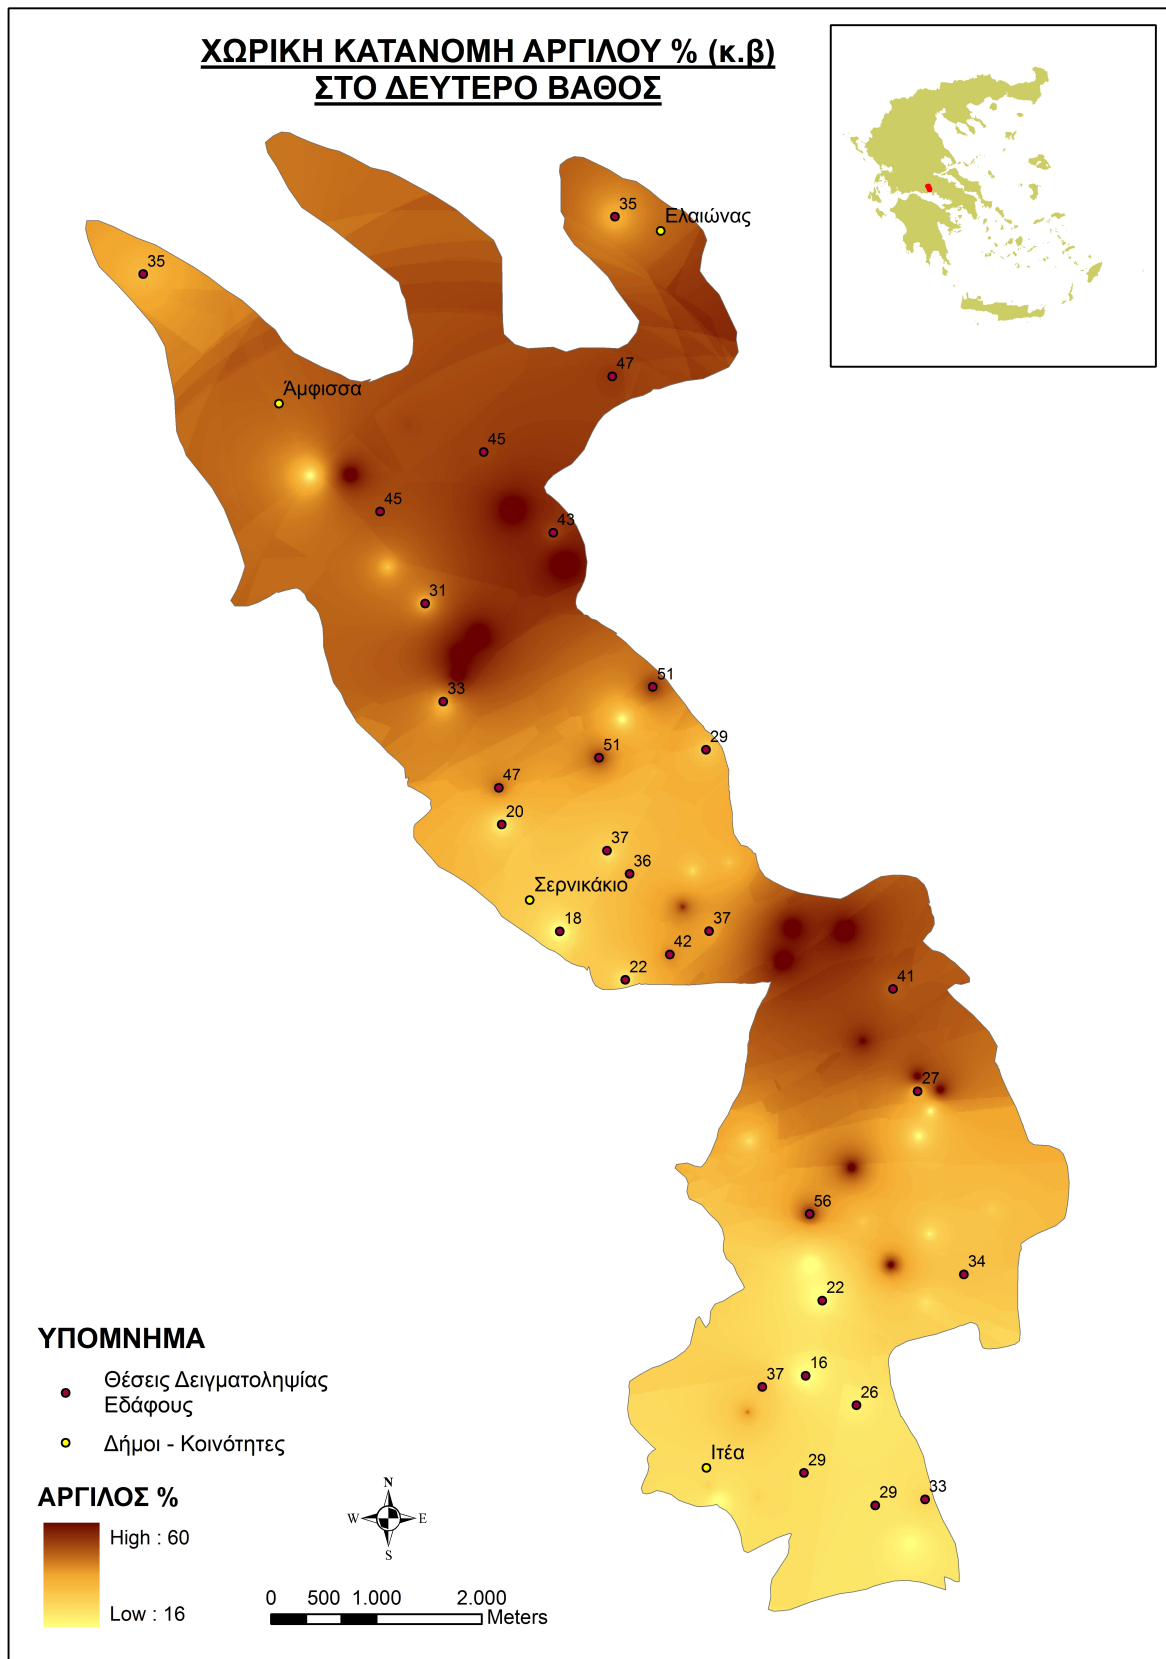 ΧΩΡΙΚΗ ΚΑΤΑΝΟΜΗ ΑΡΓΙΛΟΥ % (κ.β)
ΣΤΟ ΔΕΥΤΕΡΟ ΒΑΘΟΣ
35
Ελαιώνας
35
47
Άμφισσα
45
45
43
31
51
33
29
51
47
20
37
36
Σερνικάκιο
18
37
42
22
41
27
56
34
22
16
37
26
Ιτέα
29
29
33
ΥΠΟΜΝΗΜΑ
Θέσεις Δειγματοληψίας
Εδάφους
Δήμοι - Κοινότητες
ΑΡΓΙΛΟΣ %
High : 60
Low : 16
N
W E
S
0 500 1.000 2.000
Meters